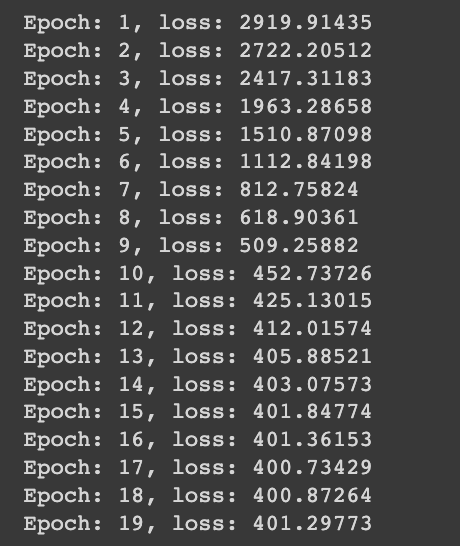 Epoch: 1, loss: 2919.91435
Epoch: 2, loss: 2722.20512
Epoch: 3, loss: 2417.31183
Epoch: 4, loss: 1963.28658
Epoch: 5, loss: 1510.87098
Epoch: 6, loss: 1112.84198
Epoch: 7, loss: 812.75824
Epoch: 8, loss: 618.90361
Epoch: 9, loss: 509.25882
Epoch: 10, loss: 452.73726
Epoch: 11, loss: 425.13015
Epoch: 12, loss: 412.01574
Epoch: 13, loss: 405.88521
Epoch: 14, loss: 403.07573
Epoch: 15, loss: 401.84774
Epoch: 16, loss: 401.36153
Epoch: 17, loss: 400.73429
Epoch: 18, loss: 400.87264
Epoch: 19, loss: 401.29773